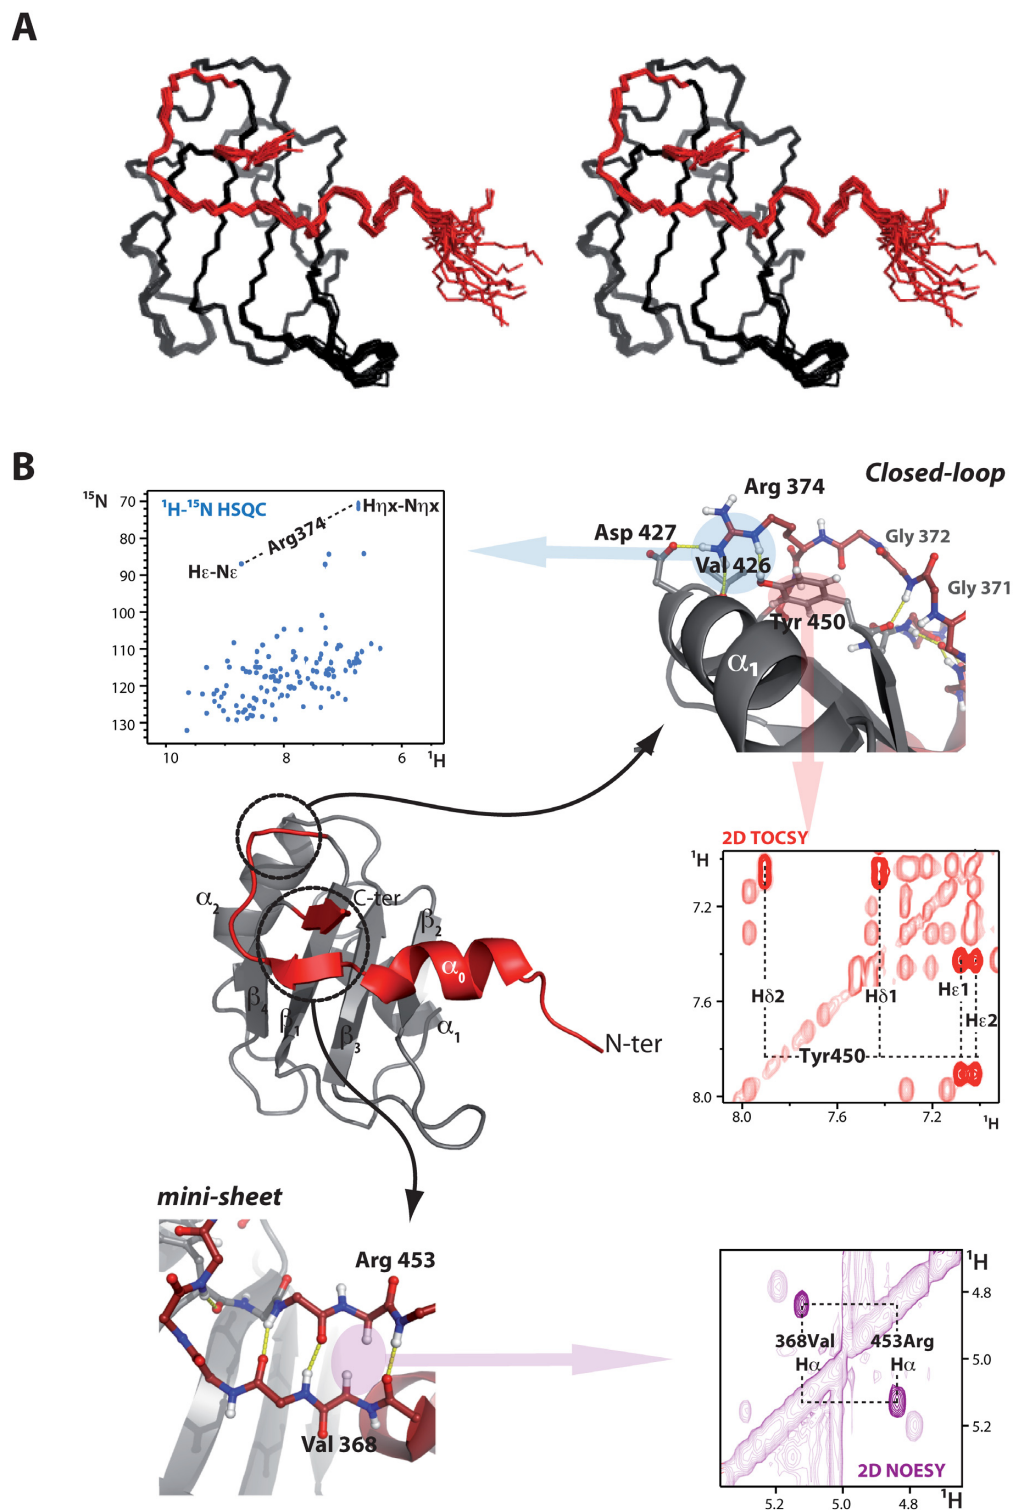 A
B
Closed-loop
¹⁵N
70
80
90
100
110
120
130
¹H-¹⁵N HSQC
Hηx-Nηx
Arg374
Hε-Nε
10
8
6
¹H
Arg 374
Asp 427
Val 426
Gly 372
Gly 371
Tyr 450
α₁
2D TOCSY
¹H
7.2
7.6
8.0
Hδ2
Hδ1
Hε1
Hε2
Tyr450
8.0
7.6
7.2
¹H
α₂
C-ter
β₂
α₀
β₄
β₁
β₃
α₁
N-ter
mini-sheet
Arg 453
Val 368
¹H
4.8
5.0
5.2
368Val
453Arg
Hα
Hα
2D NOESY
5.2
5.0
4.8
¹H